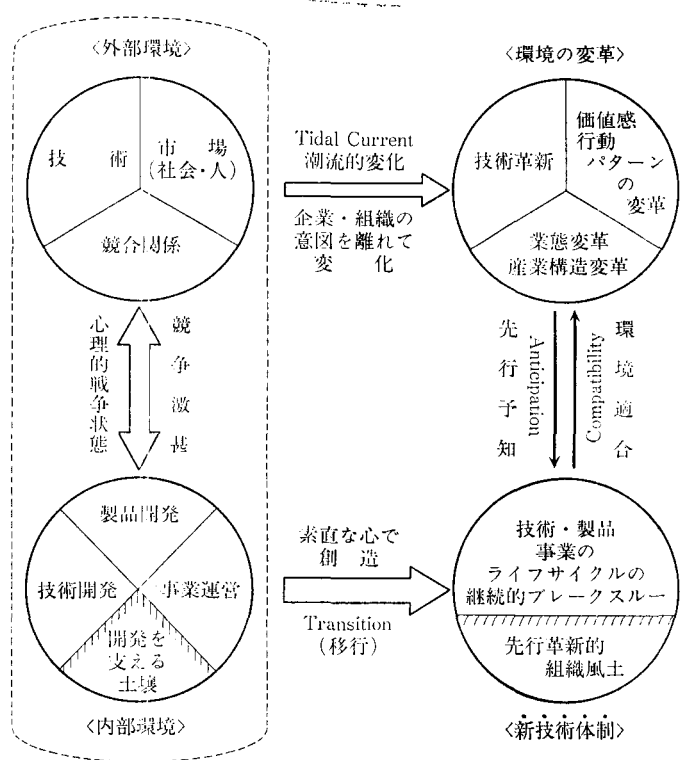 〈外部環境〉
技術
市場
(社会・人)
競合関係
Tidal Current
潮流的変化
企業・組織の
意図を離れて
変化
〈環境の変革〉
技術革新
価値感
行動
パターン
の
変革
業態変革
産業構造変革
心理的戦争状態
競争激甚
先行予知
Anticipation
Compatibility
環境適合
製品開発
技術開発
事業運営
開発を
支える
土壌
〈内部環境〉
素直な心で
創造
Transition
(移行)
技術・製品
事業の
ライフサイクルの
継続的ブレークスルー
先行革新的
組織風土
〈新技術体制〉